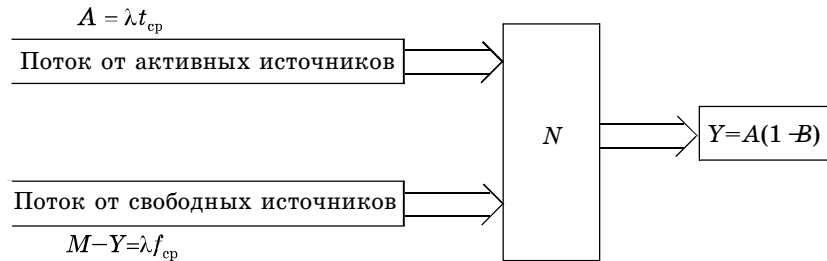 A = λt_ср
Поток от активных источников
N
Y=A(1−B)
Поток от свободных источников
M−Y=λf_ср